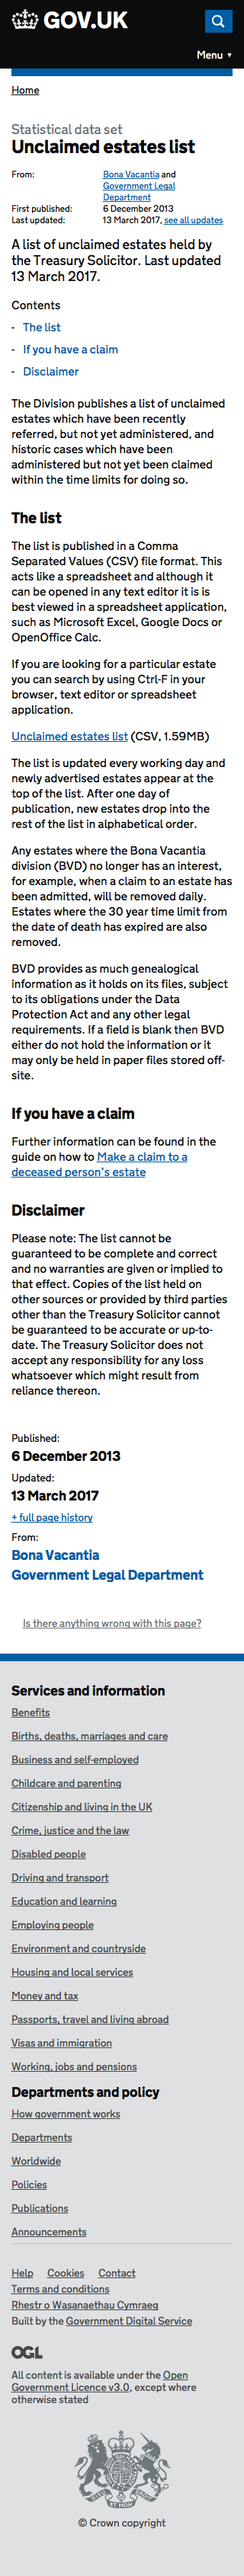 GOV.UK
Menu ▼
Home
Statistical data set
Unclaimed estates list
From: Bona Vacantia and
Government Legal
Department
First published: 6 December 2013
Last updated: 13 March 2017, see all updates
A list of unclaimed estates held by
the Treasury Solicitor. Last updated
13 March 2017.
Contents
- The list
- If you have a claim
- Disclaimer
The Division publishes a list of unclaimed
estates which have been recently
referred, but not yet administered, and
historic cases which have been
administered but not yet been claimed
within the time limits for doing so.
The list
The list is published in a Comma
Separated Values (CSV) file format. This
acts like a spreadsheet and although it
can be opened in any text editor it is is
best viewed in a spreadsheet application,
such as Microsoft Excel, Google Docs or
OpenOffice Calc.
If you are looking for a particular estate
you can search by using Ctrl-F in your
browser, text editor or spreadsheet
application.
Unclaimed estates list (CSV, 1.59MB)
The list is updated every working day and
newly advertised estates appear at the
top of the list. After one day of
publication, new estates drop into the
rest of the list in alphabetical order.
Any estates where the Bona Vacantia
division (BVD) no longer has an interest,
for example, when a claim to an estate has
been admitted, will be removed daily.
Estates where the 30 year time limit from
the date of death has expired are also
removed.
BVD provides as much genealogical
information as it holds on its files, subject
to its obligations under the Data
Protection Act and any other legal
requirements. If a field is blank then BVD
either do not hold the information or it
may only be held in paper files stored off-
site.
If you have a claim
Further information can be found in the
guide on how to Make a claim to a
deceased person's estate
Disclaimer
Please note: The list cannot be
guaranteed to be complete and correct
and no warranties are given or implied to
that effect. Copies of the list held on
other sources or provided by third parties
other than the Treasury Solicitor cannot
be guaranteed to be accurate or up-to-
date. The Treasury Solicitor does not
accept any responsibility for any loss
whatsoever which might result from
reliance thereon.
Published:
6 December 2013
Updated:
13 March 2017
+ full page history
From:
Bona Vacantia
Government Legal Department
Is there anything wrong with this page?
Services and information
Benefits
Births, deaths, marriages and care
Business and self-employed
Childcare and parenting
Citizenship and living in the UK
Crime, justice and the law
Disabled people
Driving and transport
Education and learning
Employing people
Environment and countryside
Housing and local services
Money and tax
Passports, travel and living abroad
Visas and immigration
Working, jobs and pensions
Departments and policy
How government works
Departments
Worldwide
Policies
Publications
Announcements
Help Cookies Contact
Terms and conditions
Rhestr o Wasanaethau Cymraeg
Built by the Government Digital Service
OGL
All content is available under the Open
Government Licence v3.0, except where
otherwise stated
© Crown copyright